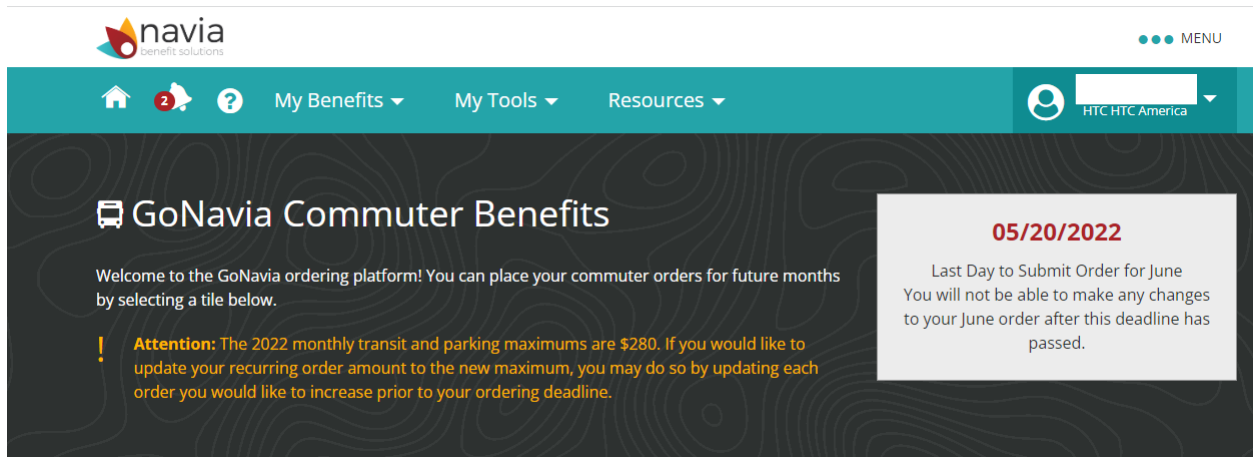 navia
benefit solutions
MENU
2
?
My Benefits
My Tools
Resources
HTC HTC America
GoNavia Commuter Benefits
Welcome to the GoNavia ordering platform! You can place your commuter orders for future months
by selecting a tile below.
! Attention: The 2022 monthly transit and parking maximums are $280. If you would like to
update your recurring order amount to the new maximum, you may do so by updating each
order you would like to increase prior to your ordering deadline.
05/20/2022
Last Day to Submit Order for June
You will not be able to make any changes
to your June order after this deadline has
passed.